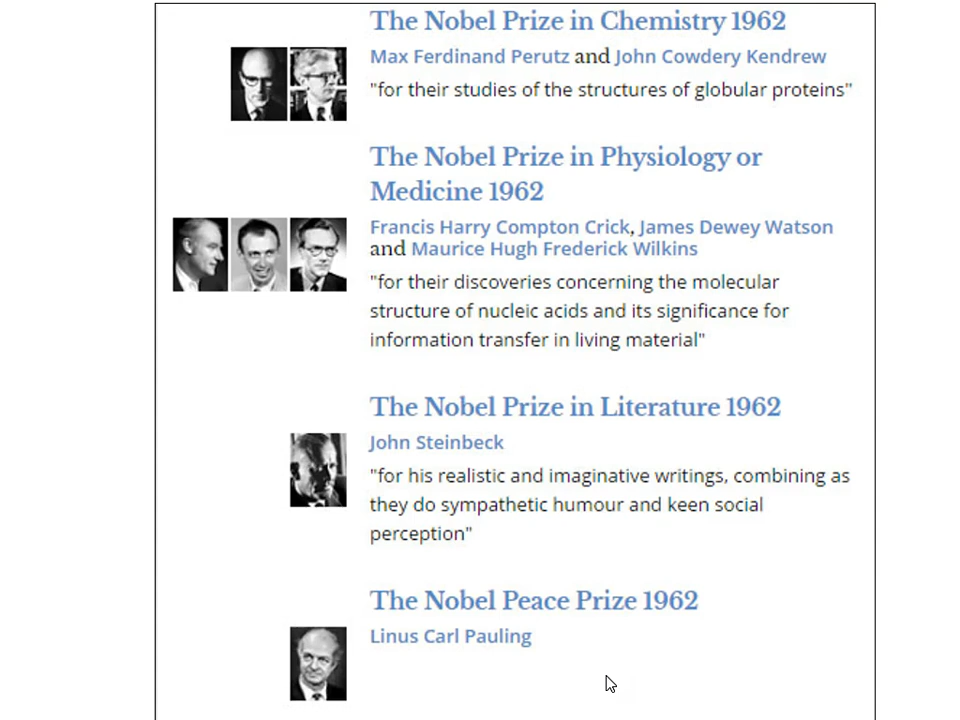 The Nobel Prize in Chemistry 1962
Max Ferdinand Perutz and John Cowdery Kendrew
"for their studies of the structures of globular proteins"
The Nobel Prize in Physiology or
Medicine 1962
Francis Harry Compton Crick, James Dewey Watson
and Maurice Hugh Frederick Wilkins
"for their discoveries concerning the molecular
structure of nucleic acids and its significance for
information transfer in living material"
The Nobel Prize in Literature 1962
John Steinbeck
"for his realistic and imaginative writings, combining as
they do sympathetic humour and keen social
perception"
The Nobel Peace Prize 1962
Linus Carl Pauling